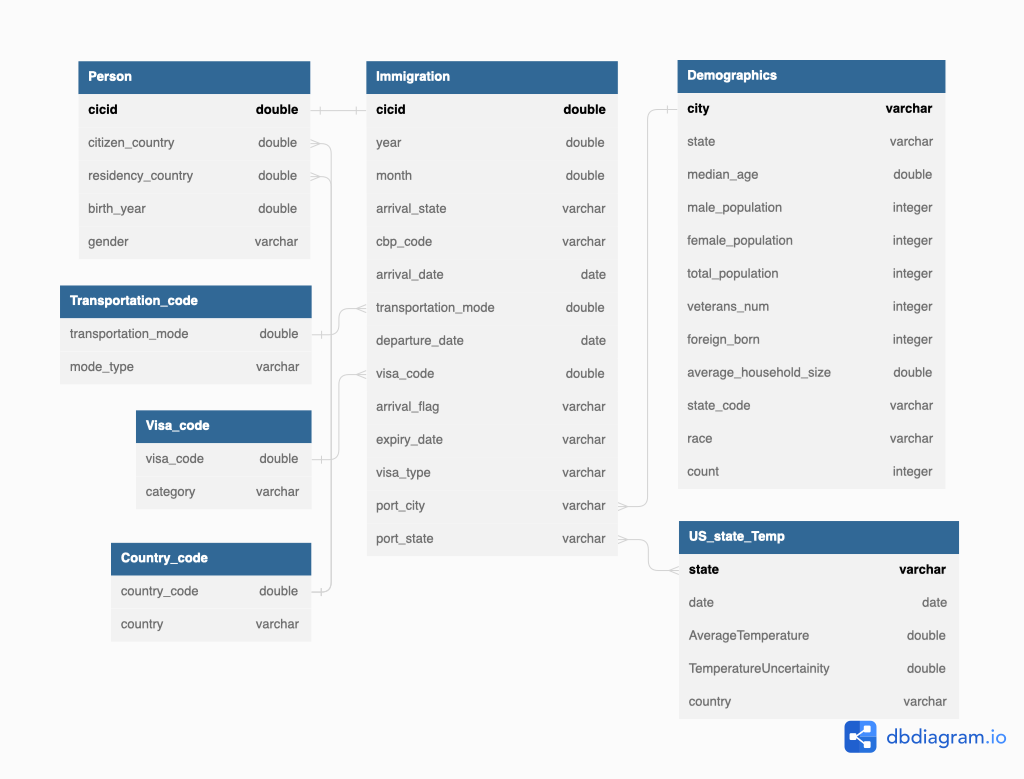 Person
cicid double
citizen_country double
residency_country double
birth_year double
gender varchar
Transportation_code
transportation_mode double
mode_type varchar
Visa_code
visa_code double
category varchar
Country_code
country_code double
country varchar
Immigration
cicid double
year double
month double
arrival_state varchar
cbp_code varchar
arrival_date date
transportation_mode double
departure_date date
visa_code double
arrival_flag varchar
expiry_date varchar
visa_type varchar
port_city varchar
port_state varchar
Demographics
city varchar
state varchar
median_age double
male_population integer
female_population integer
total_population integer
veterans_num integer
foreign_born integer
average_household_size double
state_code varchar
race varchar
count integer
US_state_Temp
state varchar
date date
AverageTemperature double
TemperatureUncertainity double
country varchar
dbdiagram.io